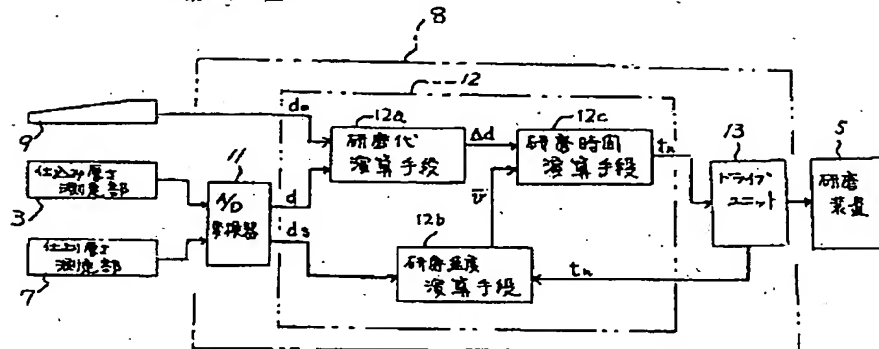 8
12
9
do
12a
研磨代
演算手段
Δd
12c
研磨時間
演算手段
tn
13
ドライブ
ユニット
5
研磨
装置
仕込み厚さ
測定部
3
11
A/D
変換器
d
ds
v̄
12b
研磨速度
演算手段
tn
仕上り厚さ
測定部
7